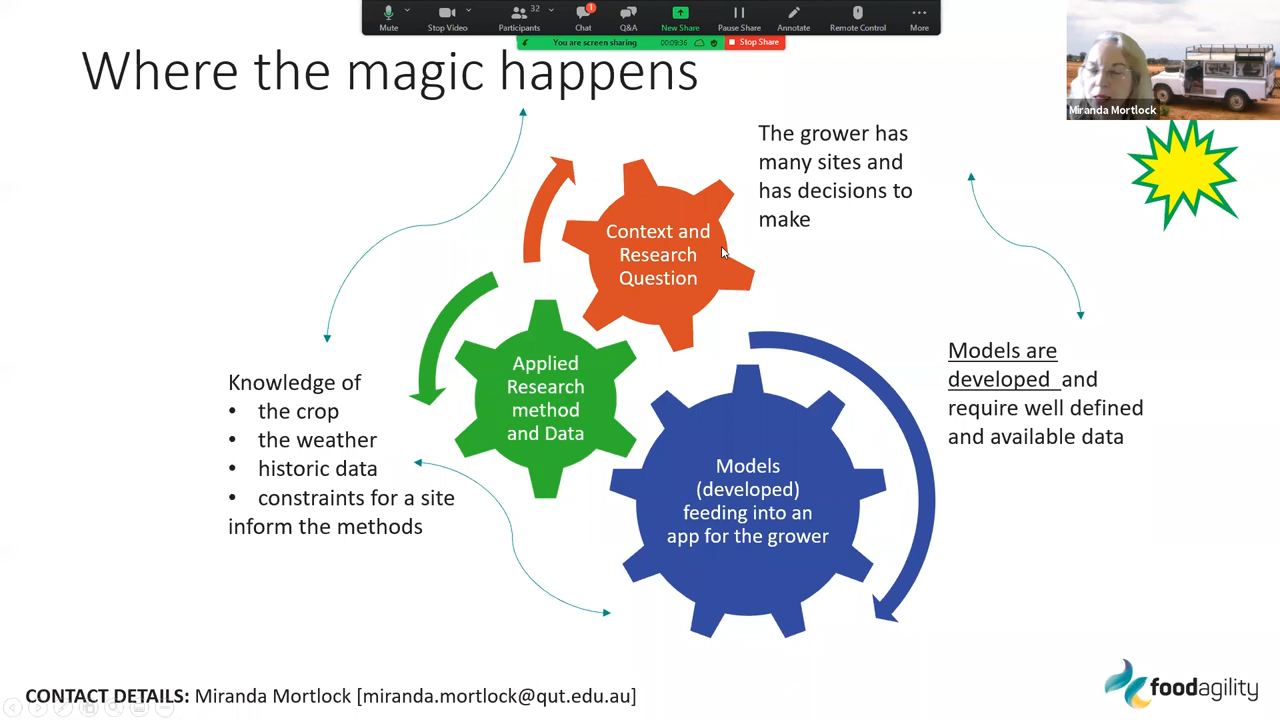 Mute
Stop Video
32
Participants
1
Chat
Q&A
New Share
Pause Share
Annotate
Remote Control
More
You are screen sharing
00:09:36
Stop Share
Where the magic happens
Miranda Mortlock
The grower has
many sites and
has decisions to
make
Context and
Research
Question
Applied
Research
method
and Data
Models
(developed)
feeding into an
app for the grower
Knowledge of
• the crop
• the weather
• historic data
• constraints for a site
inform the methods
Models are
developed and
require well defined
and available data
CONTACT DETAILS: Miranda Mortlock [miranda.mortlock@qut.edu.au]
foodagility